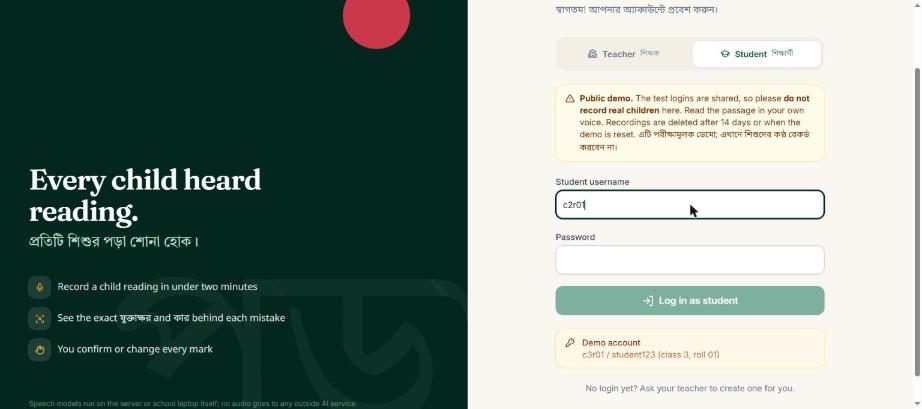 Every child heard
reading.
প্রতিটি শিশুর পড়া শোনা হোক।
Record a child reading in under two minutes
See the exact যুক্তাক্ষর and কার behind each mistake
You confirm or change every mark
Speech models run on the server or school laptop itself; no audio goes to any outside AI service.
স্বাগতম! আপনার অ্যাকাউন্টে প্রবেশ করুন।
Teacher শিক্ষক
Student শিক্ষার্থী
Public demo. The test logins are shared, so please do not
record real children here. Read the passage in your own
voice. Recordings are deleted after 14 days or when the
demo is reset. এটি পরীক্ষামূলক ডেমো; এখানে শিশুদের কণ্ঠ রেকর্ড
করবেন না।
Student username
c2r01
Password
Log in as student
Demo account
c3r01 / student123 (class 3, roll 01)
No login yet? Ask your teacher to create one for you.